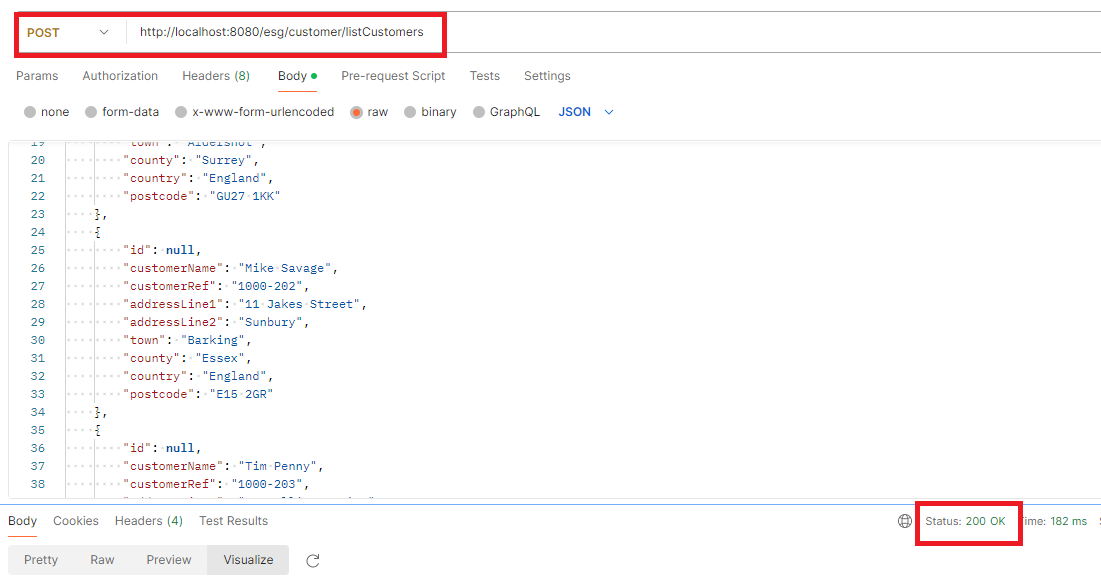 POST http://localhost:8080/esg/customer/listCustomers
Params Authorization Headers (8) Body Pre-request Script Tests Settings
none form-data x-www-form-urlencoded raw binary GraphQL JSON
19 "town": "Aldershot",
20 "county": "Surrey",
21 "country": "England",
22 "postcode": "GU27 1KK"
23 },
24 {
25 "id": null,
26 "customerName": "Mike Savage",
27 "customerRef": "1000-202",
28 "addressLine1": "11 Jakes Street",
29 "addressLine2": "Sunbury",
30 "town": "Barking",
31 "county": "Essex",
32 "country": "England",
33 "postcode": "E15 2GR"
34 },
35 {
36 "id": null,
37 "customerName": "Tim Penny",
38 "customerRef": "1000-203",
Body Cookies Headers (4) Test Results Status: 200 OK Time: 182 ms
Pretty Raw Preview Visualize